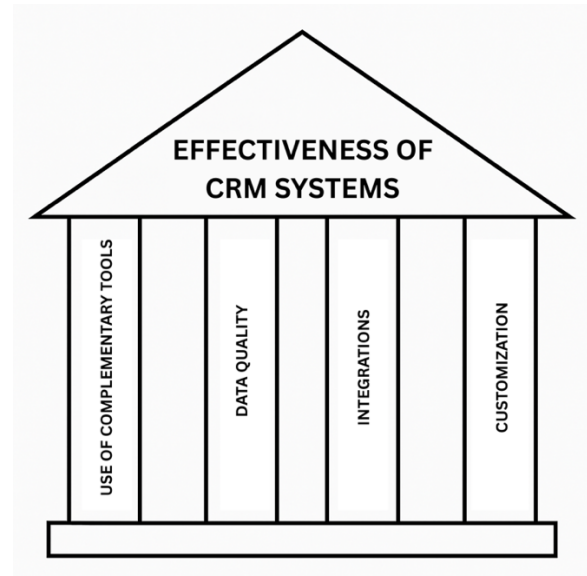 EFFECTIVENESS OF
CRM SYSTEMS
USE OF COMPLEMENTARY TOOLS
DATA QUALITY
INTEGRATIONS
CUSTOMIZATION